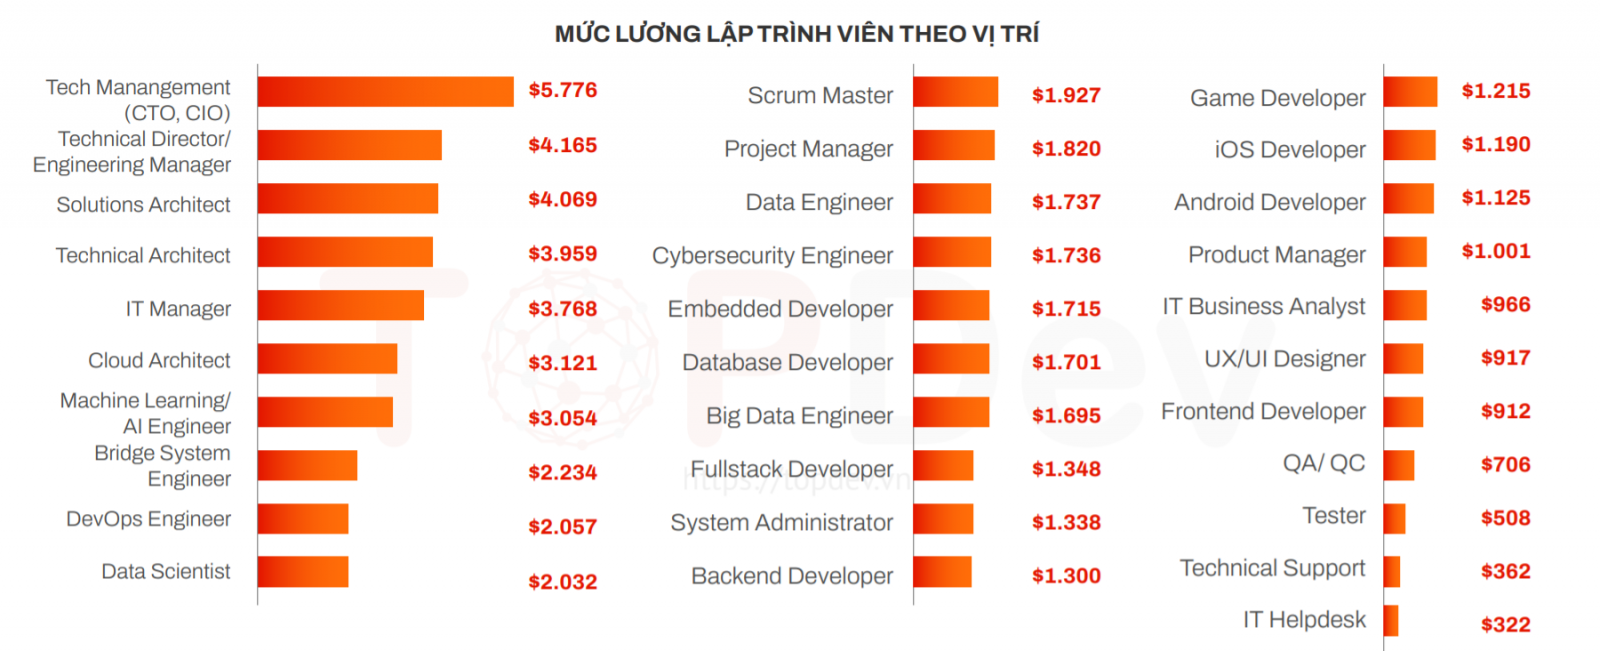 MỨC LƯƠNG LẬP TRÌNH VIÊN THEO VỊ TRÍ
Tech Manangement
(CTO, CIO)
$5.776
Technical Director/
Engineering Manager
$4.165
Solutions Architect
$4.069
Technical Architect
$3.959
IT Manager
$3.768
Cloud Architect
$3.121
Machine Learning/
AI Engineer
$3.054
Bridge System
Engineer
$2.234
DevOps Engineer
$2.057
Data Scientist
$2.032
Scrum Master
$1.927
Project Manager
$1.820
Data Engineer
$1.737
Cybersecurity Engineer
$1.736
Embedded Developer
$1.715
Database Developer
$1.701
Big Data Engineer
$1.695
Fullstack Developer
$1.348
System Administrator
$1.338
Backend Developer
$1.300
Game Developer
$1.215
iOS Developer
$1.190
Android Developer
$1.125
Product Manager
$1.001
IT Business Analyst
$966
UX/UI Designer
$917
Frontend Developer
$912
QA/ QC
$706
Tester
$508
Technical Support
$362
IT Helpdesk
$322
TOPDev
https://topdev.vn